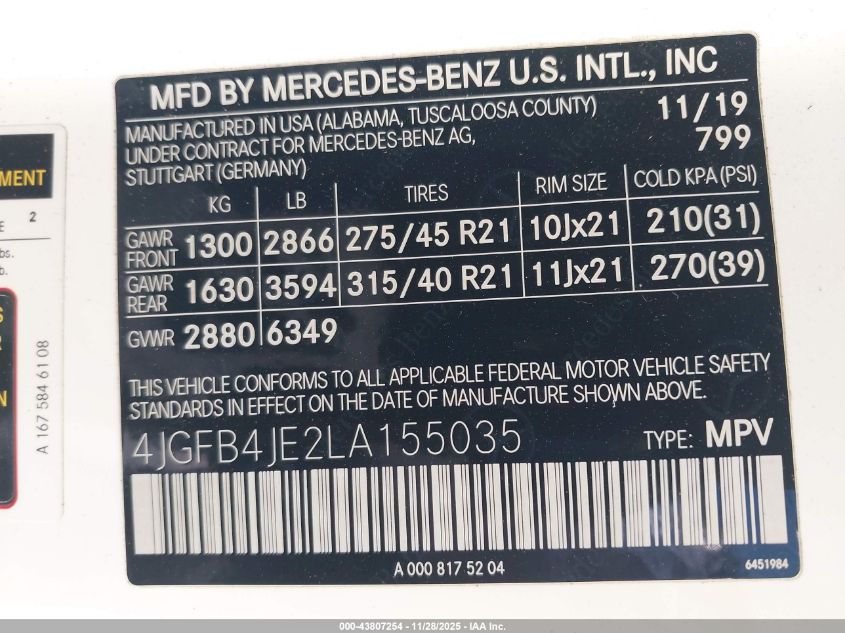 MFD BY MERCEDES-BENZ U.S. INTL., INC
MANUFACTURED IN USA (ALABAMA, TUSCALOOSA COUNTY) 11/19
UNDER CONTRACT FOR MERCEDES-BENZ AG, 799
STUTTGART (GERMANY)
KG LB TIRES RIM SIZE COLD KPA (PSI)
GAWR FRONT 1300 2866 275/45 R21 10Jx21 210(31)
GAWR REAR 1630 3594 315/40 R21 11Jx21 270(39)
GVWR 2880 6349
THIS VEHICLE CONFORMS TO ALL APPLICABLE FEDERAL MOTOR VEHICLE SAFETY
STANDARDS IN EFFECT ON THE DATE OF MANUFACTURE SHOWN ABOVE.
4JGFB4JE2LA155035 TYPE: MPV
A 000 817 52 04 6451984
MENT
E 2
bs.
b.
S
R
N
A 167 584 61 08
000-43807254 - 11/28/2025 - IAA Inc.